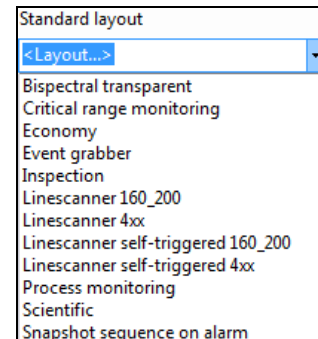 Standard layout
<Layout...>
Bispectral transparent
Critical range monitoring
Economy
Event grabber
Inspection
Linescanner 160_200
Linescanner 4xx
Linescanner self-triggered 160_200
Linescanner self-triggered 4xx
Process monitoring
Scientific
Snapshot sequence on alarm